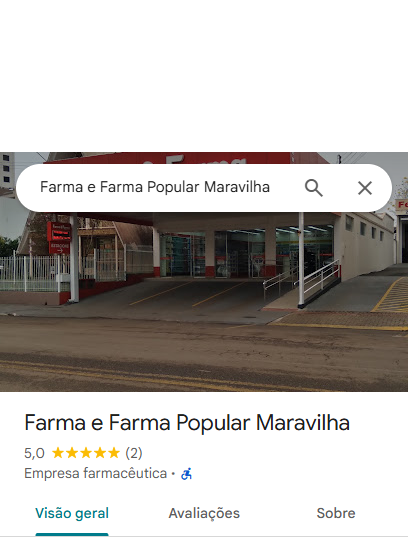 Farma e Farma Popular Maravilha
Farma e Farma Popular Maravilha
5,0 ★★★★★ (2)
Empresa farmacêutica ·
Visão geral Avaliações Sobre